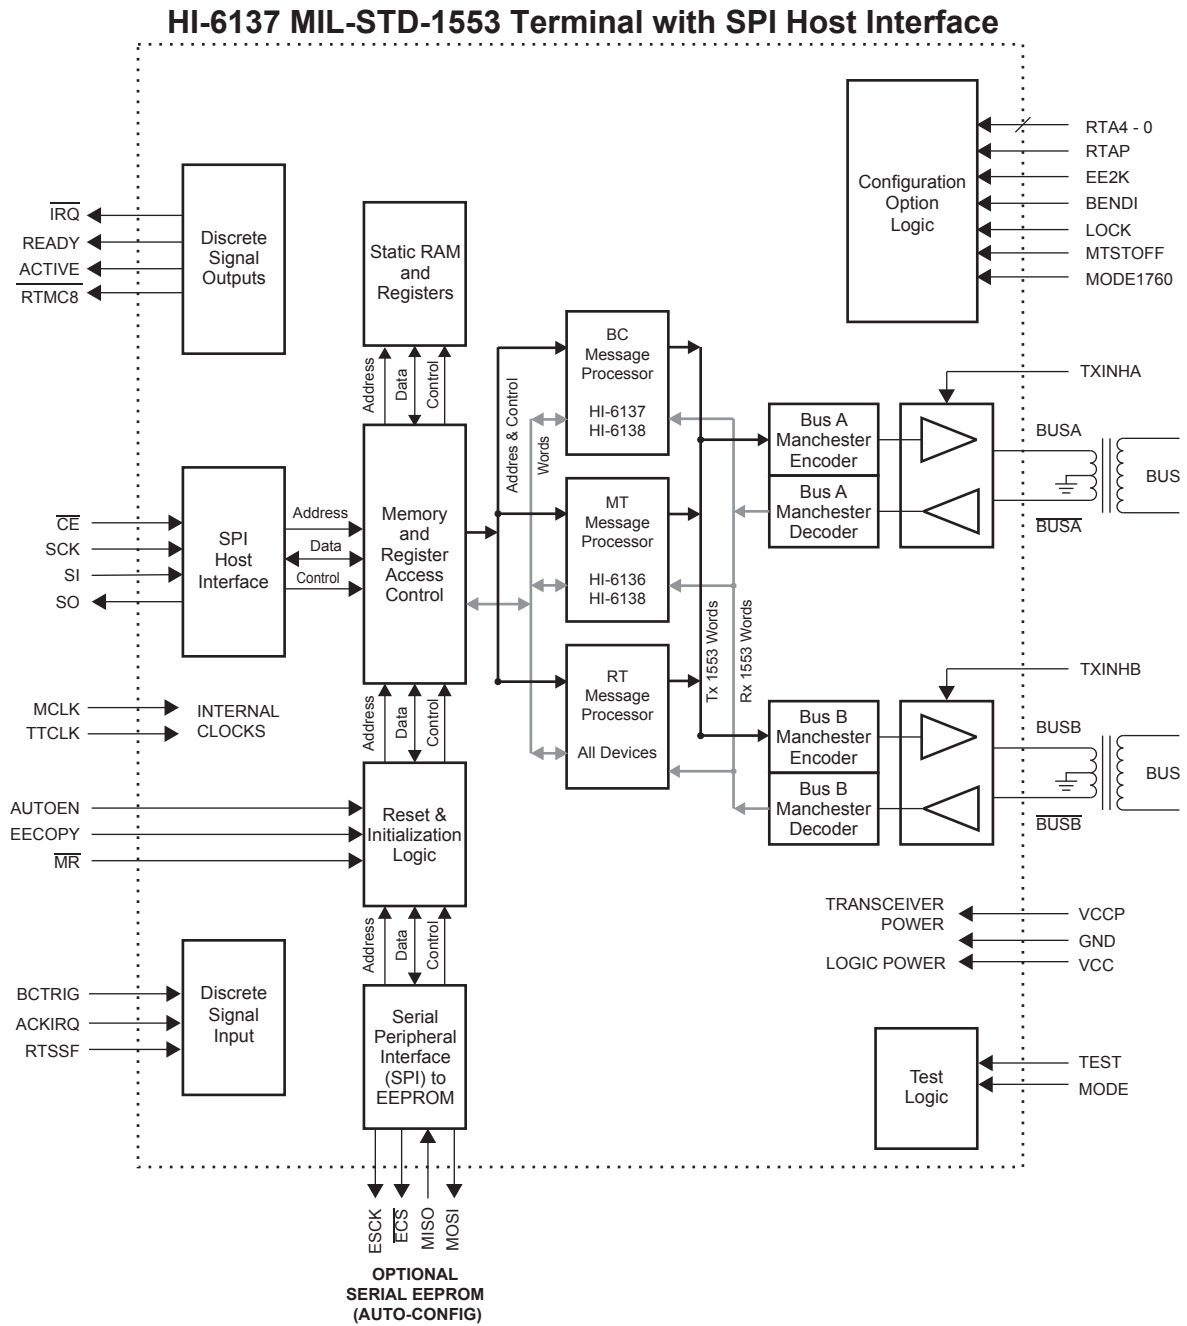 HI-6137 MIL-STD-1553 Terminal with SPI Host Interface
IRQ
READY
ACTIVE
RTMC8
Discrete
Signal
Outputs
Static RAM
and
Registers
Address
Data
Control
BC
Message
Processor
HI-6137
HI-6138
Addres & Control
Words
Configuration
Option
Logic
RTA4 - 0
RTAP
EE2K
BENDI
LOCK
MTSTOFF
MODE1760
TXINHA
Bus A
Manchester
Encoder
Bus A
Manchester
Decoder
BUSA
BUSA
BUS
CE
SCK
SI
SO
SPI
Host
Interface
Address
Data
Control
Memory
and
Register
Access
Control
MT
Message
Processor
HI-6136
HI-6138
Tx 1553 Words
Rx 1553 Words
RT
Message
Processor
All Devices
MCLK
TTCLK
INTERNAL
CLOCKS
Address
Data
Control
TXINHB
Bus B
Manchester
Encoder
Bus B
Manchester
Decoder
BUSB
BUSB
BUS
AUTOEN
EECOPY
MR
Reset &
Initialization
Logic
Address
Data
Control
TRANSCEIVER
POWER
LOGIC POWER
VCCP
GND
VCC
BCTRIG
ACKIRQ
RTSSF
Discrete
Signal
Input
Serial
Peripheral
Interface
(SPI) to
EEPROM
Test
Logic
TEST
MODE
ESCK
ECS
MISO
MOSI
OPTIONAL
SERIAL EEPROM
(AUTO-CONFIG)